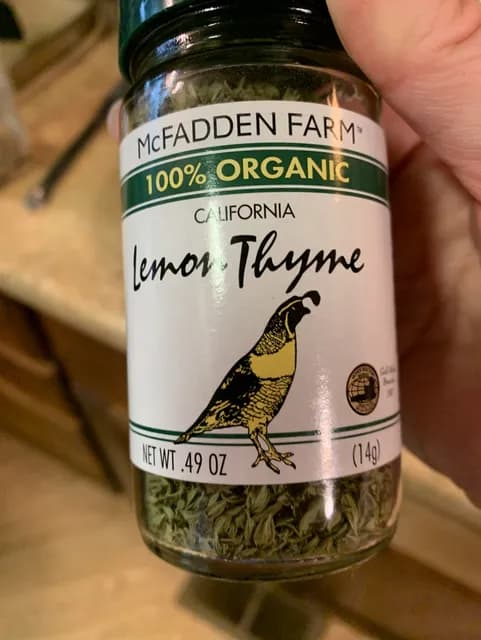 McFADDEN FARM™
100% ORGANIC
CALIFORNIA
Lemon Thyme
NET WT .49 OZ
(14g)